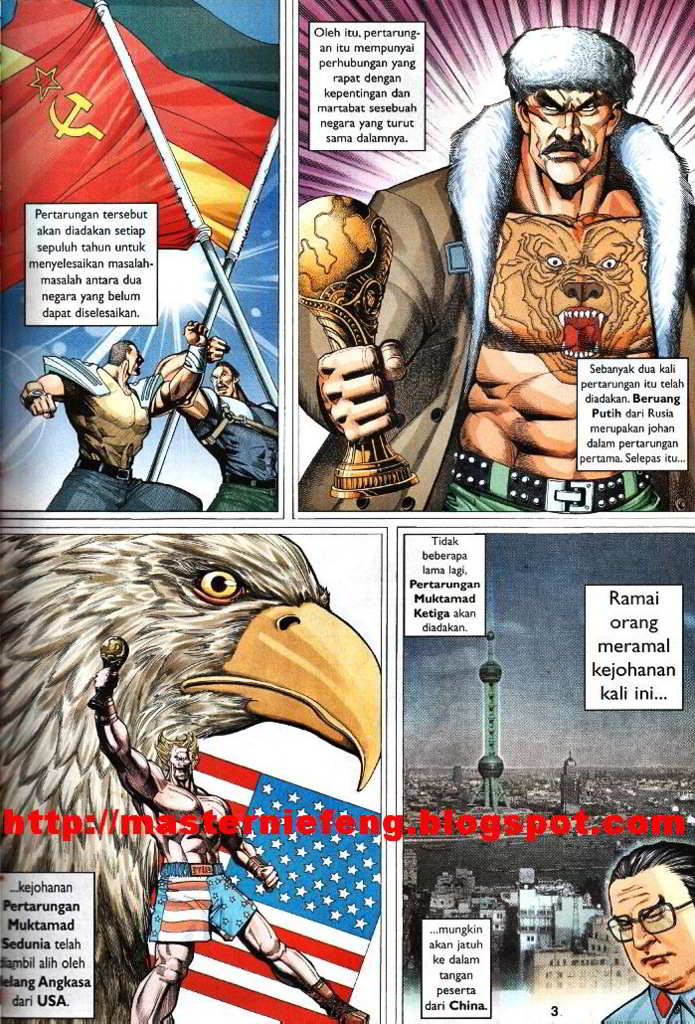 Pertarungan tersebut
akan diadakan setiap
sepuluh tahun untuk
menyelesaikan masalah-
masalah antara dua
negara yang belum
dapat diselesaikan.
Oleh itu, pertarung-
an itu mempunyai
perhubungan yang
rapat dengan
kepentingan dan
martabat sesebuah
negara yang turut
sama dalamnya.
Sebanyak dua kali
pertarungan itu telah
diadakan. Beruang
Putih dari Rusia
merupakan johan
dalam pertarungan
pertama. Selepas itu...
...kejohanan
Pertarungan
Muktamad
Sedunia telah
diambil alih oleh
Helang Angkasa
dari USA.
Tidak
beberapa
lama lagi,
Pertarungan
Muktamad
Ketiga akan
diadakan.
Ramai
orang
meramal
kejohanan
kali ini...
...mungkin
akan jatuh
ke dalam
tangan
peserta
dari China.
http://masterniefeng.blogspot.com
3